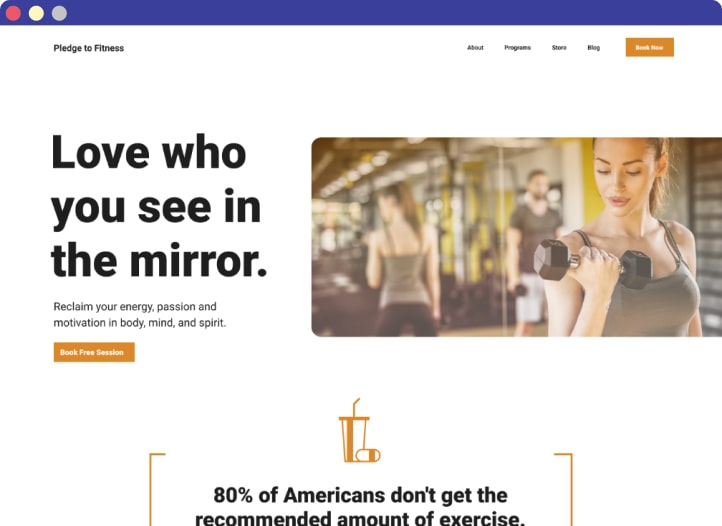 Pledge to Fitness
About Programs Store Blog Book Now
Love who
you see in
the mirror.
Reclaim your energy, passion and
motivation in body, mind, and spirit.
Book Free Session
80% of Americans don't get the
recommended amount of exercise.